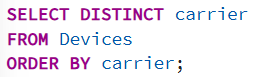 SELECT DISTINCT carrier
FROM Devices
ORDER BY carrier;